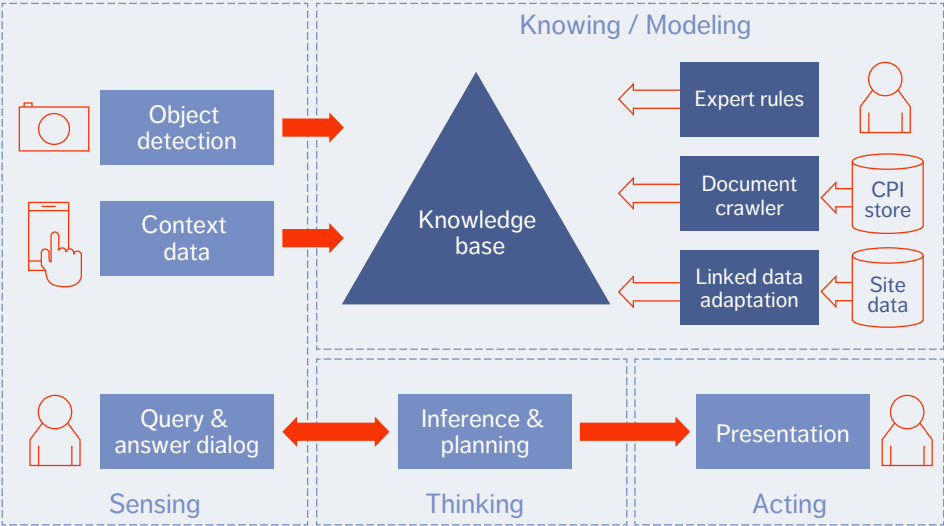 Knowing / Modeling
Object
detection
Context
data
Knowledge
base
Expert rules
Document
crawler
CPI
store
Linked data
adaptation
Site
data
Query &
answer dialog
Inference &
planning
Presentation
Sensing
Thinking
Acting